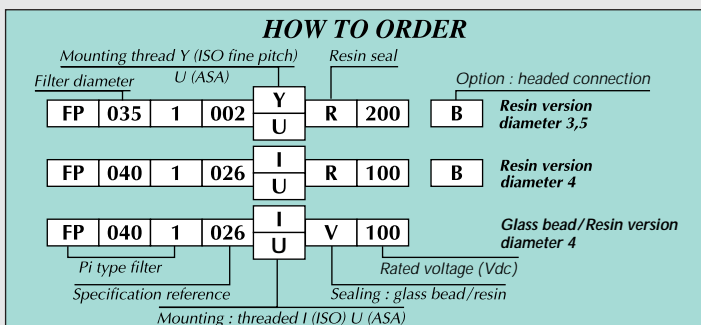 HOW TO ORDER
Mounting thread Y (ISO fine pitch)
U (ASA)
Resin seal
Filter diameter
Option : headed connection
FP 035 1 002 Y U R 200 B
Resin version
diameter 3,5
FP 040 1 026 I U R 100 B
Resin version
diameter 4
FP 040 1 026 I U V 100
Glass bead/Resin version
diameter 4
Pi type filter
Rated voltage (Vdc)
Specification reference
Sealing : glass bead/resin
Mounting : threaded I (ISO) U (ASA)